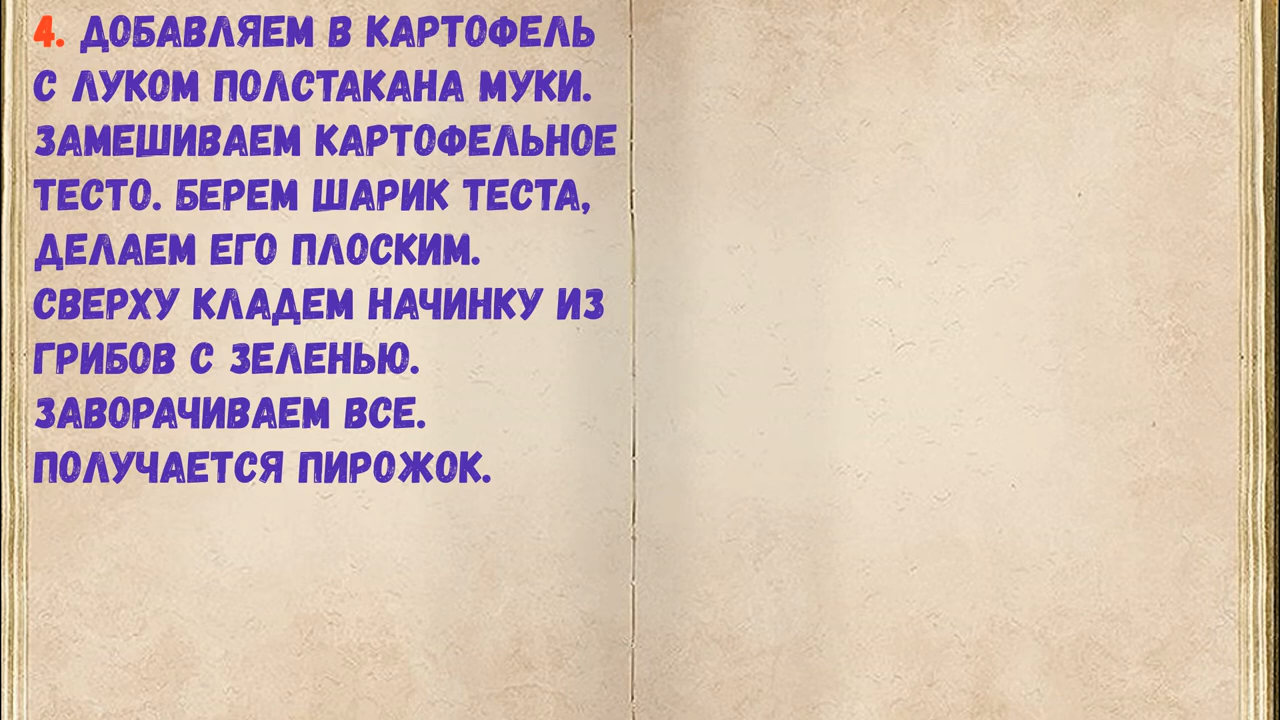 4. ДОБАВЛЯЕМ В КАРТОФЕЛЬ
С ЛУКОМ ПОЛСТАКАНА МУКИ.
ЗАМЕШИВАЕМ КАРТОФЕЛЬНОЕ
ТЕСТО. БЕРЕМ ШАРИК ТЕСТА,
ДЕЛАЕМ ЕГО ПЛОСКИМ.
СВЕРХУ КЛАДЕМ НАЧИНКУ ИЗ
ГРИБОВ С ЗЕЛЕНЬЮ.
ЗАВОРАЧИВАЕМ ВСЕ.
ПОЛУЧАЕТСЯ ПИРОЖОК.